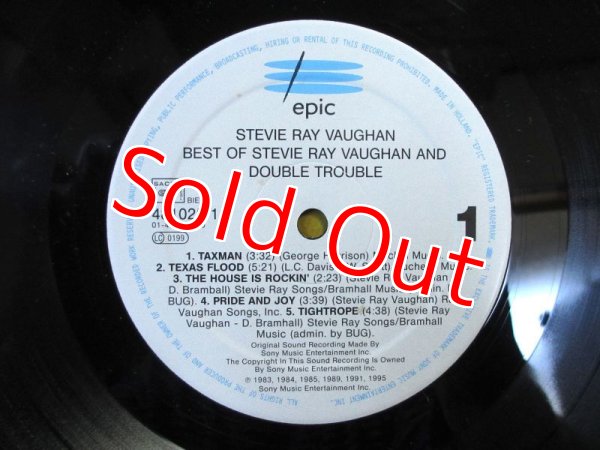 epic
STEVIE RAY VAUGHAN
BEST OF STEVIE RAY VAUGHAN AND
DOUBLE TROUBLE
Sold Out
SAC
BIE
1
LC 0199
1. TAXMAN (3:32) (George
2. TEXAS FLOOD (5:21) (L.C. Davis
3. THE HOUSE IS ROCKIN' (2:23) (Stevie R
D. Bramhall) Stevie Ray Songs/Bramhall Music (admin. by
BUG). 4. PRIDE AND JOY (3:39) (Stevie Ray Vaughan) R
Vaughan Songs, Inc. 5. TIGHTROPE (4:38) (Stevie Ray
Vaughan - D. Bramhall) Stevie Ray Songs/Bramhall
Music (admin. by BUG).
Original Sound Recording Made By
Sony Music Entertainment Inc.
The Copyright In This Sound Recording Is Owned
By Sony Music Entertainment Inc.
℗ 1983, 1984, 1985, 1989, 1991, 1995
Sony Music Entertainment Inc.
PUBLIC PERFORMANCE, BROADCASTING, HIRING OR RENTAL OF THIS RECORDING PROHIBITED. MADE IN HOLLAND. "EPIC"
ALL RIGHTS OF THE
AND OF THE OWNER OF THE RECORDED WORK RESERVED.